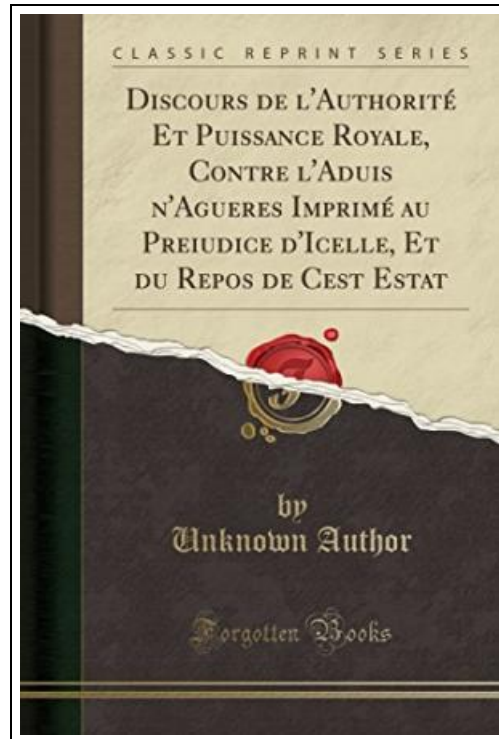 CLASSIC REPRINT SERIES
DISCOURS DE L'AUTHORITÉ
ET PUISSANCE ROYALE,
CONTRE L'ADUIS
N'AGUERES IMPRIMÉ AU
PREIUDICE D'ICELLE, ET
DU REPOS DE CEST ESTAT
by
Unknown Author
Forgotten Books